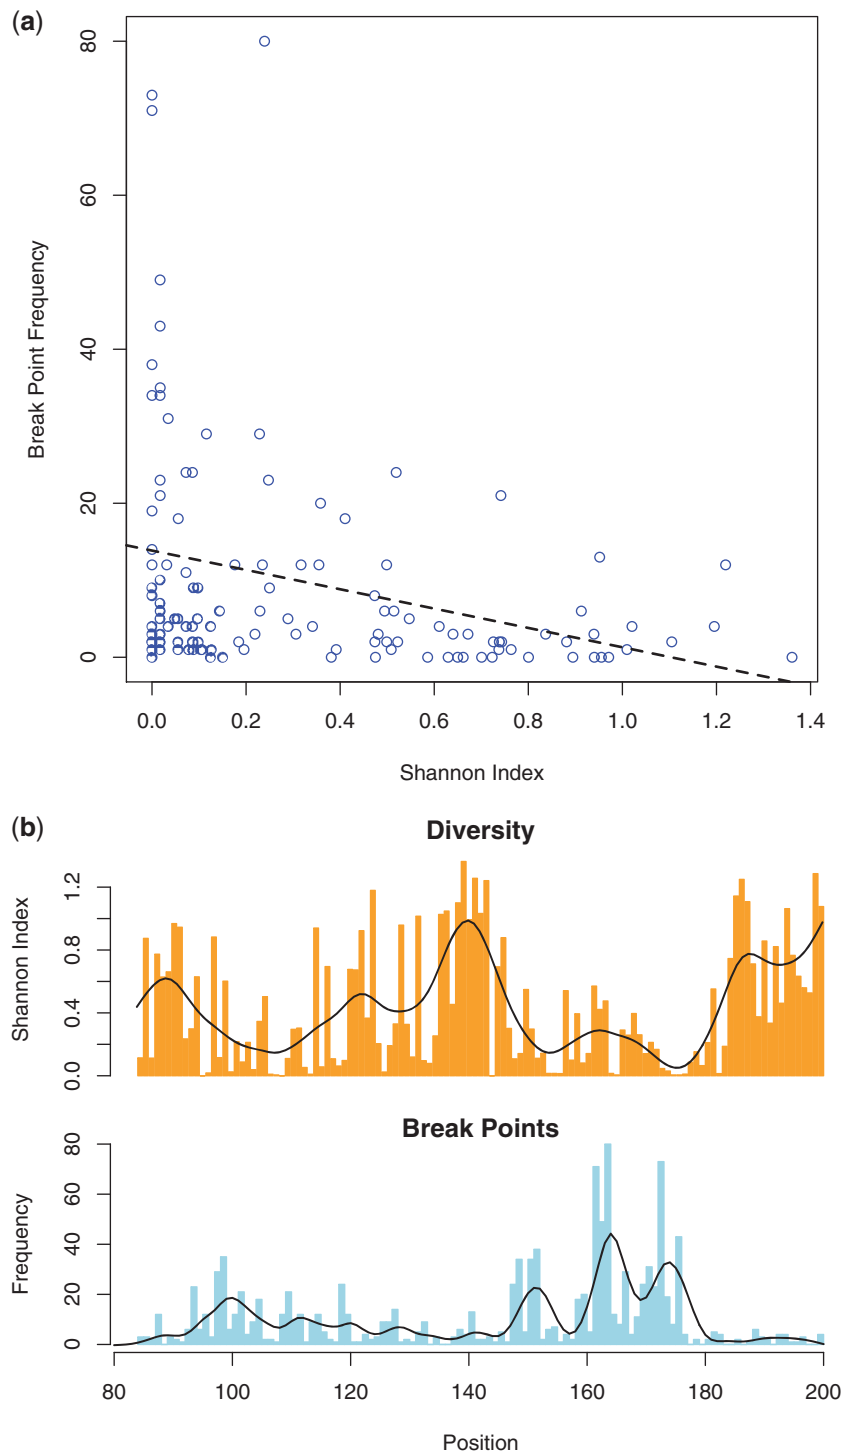 (a)
80
60
40
20
0
Break Point Frequency
0.0 0.2 0.4 0.6 0.8 1.0 1.2 1.4
Shannon Index
(b)
Diversity
1.2
0.8
0.4
0.0
Shannon Index
Break Points
80
60
40
20
0
Frequency
80 100 120 140 160 180 200
Position